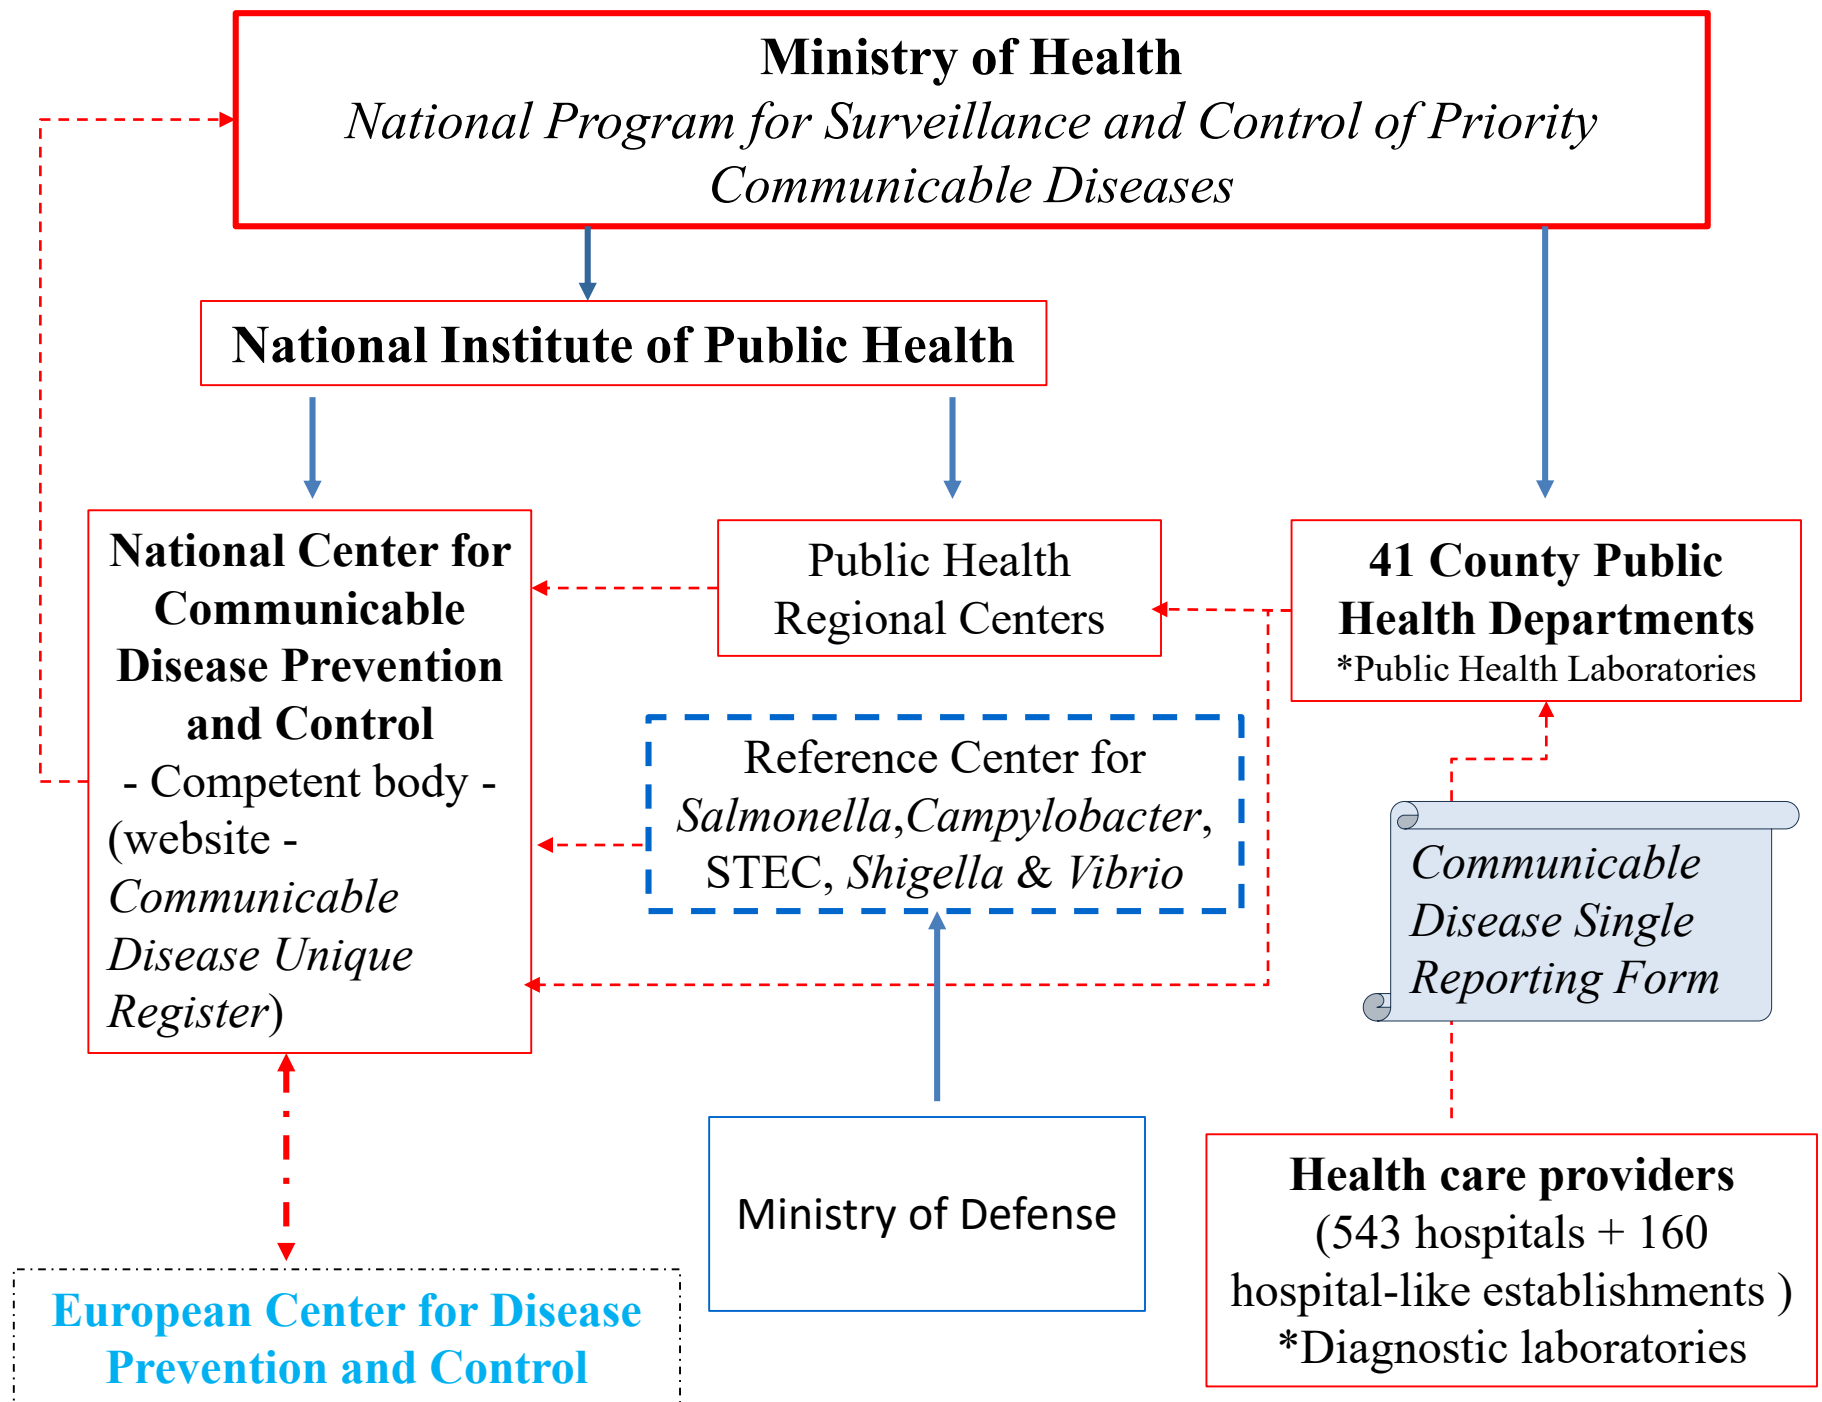 Ministry of Health
National Program for Surveillance and Control of Priority
Communicable Diseases
National Institute of Public Health
National Center for
Communicable
Disease Prevention
and Control
- Competent body -
(website -
Communicable
Disease Unique
Register)
Public Health
Regional Centers
41 County Public
Health Departments
*Public Health Laboratories
Reference Center for
Salmonella,Campylobacter,
STEC, Shigella & Vibrio
Communicable
Disease Single
Reporting Form
Ministry of Defense
Health care providers
(543 hospitals + 160
hospital-like establishments )
*Diagnostic laboratories
European Center for Disease
Prevention and Control